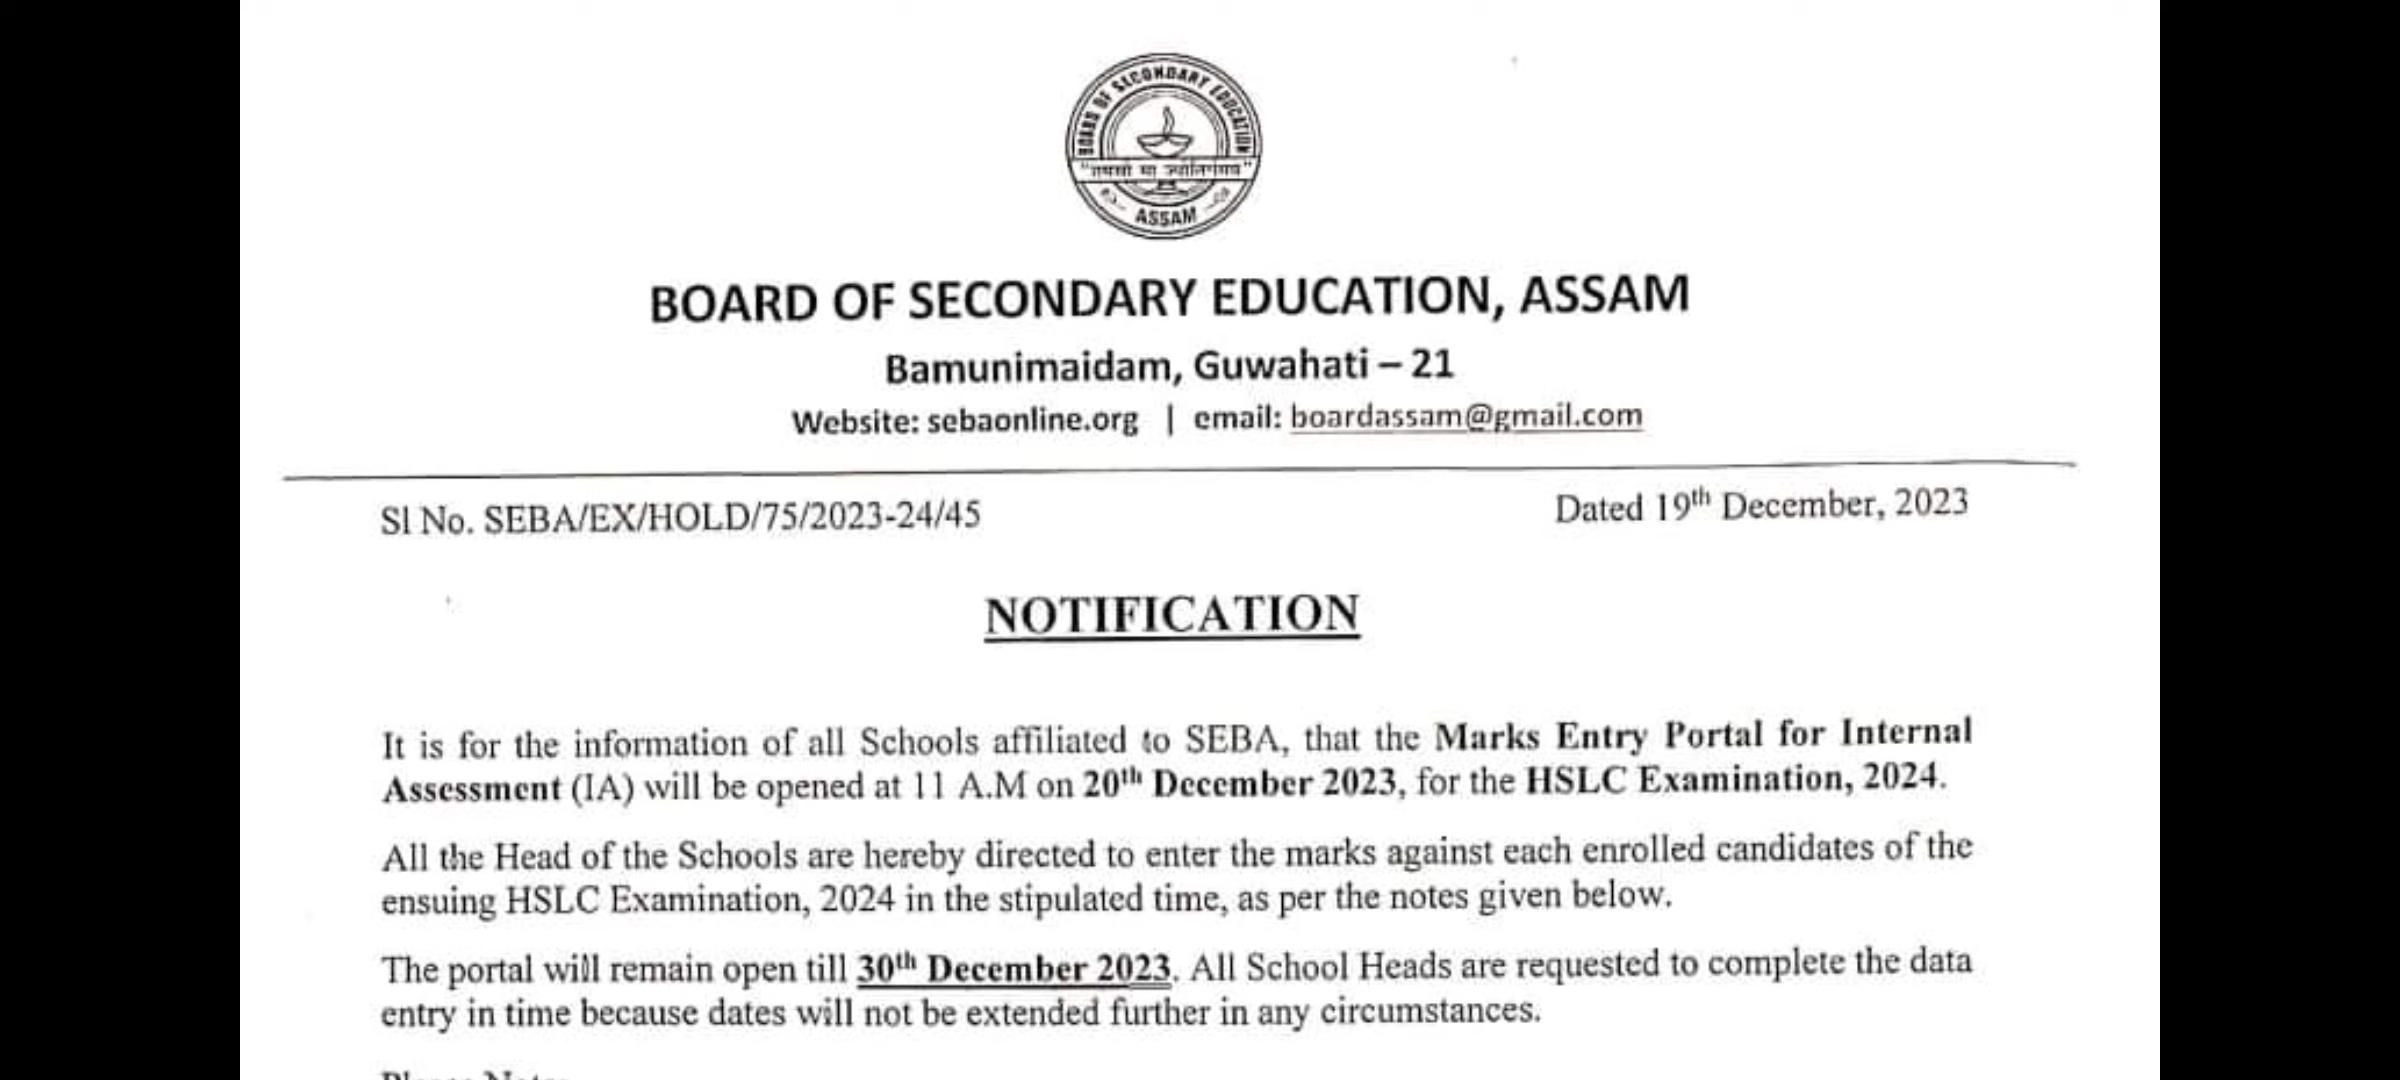 BOARD OF SECONDARY EDUCATION
ASSAM
BOARD OF SECONDARY EDUCATION, ASSAM
Bamunimaidam, Guwahati – 21
Website: sebaonline.org | email: boardassam@gmail.com
Sl No. SEBA/EX/HOLD/75/2023-24/45
Dated 19th December, 2023
NOTIFICATION
It is for the information of all Schools affiliated to SEBA, that the Marks Entry Portal for Internal
Assessment (IA) will be opened at 11 A.M on 20th December 2023, for the HSLC Examination, 2024.
All the Head of the Schools are hereby directed to enter the marks against each enrolled candidates of the
ensuing HSLC Examination, 2024 in the stipulated time, as per the notes given below.
The portal will remain open till 30th December 2023. All School Heads are requested to complete the data
entry in time because dates will not be extended further in any circumstances.